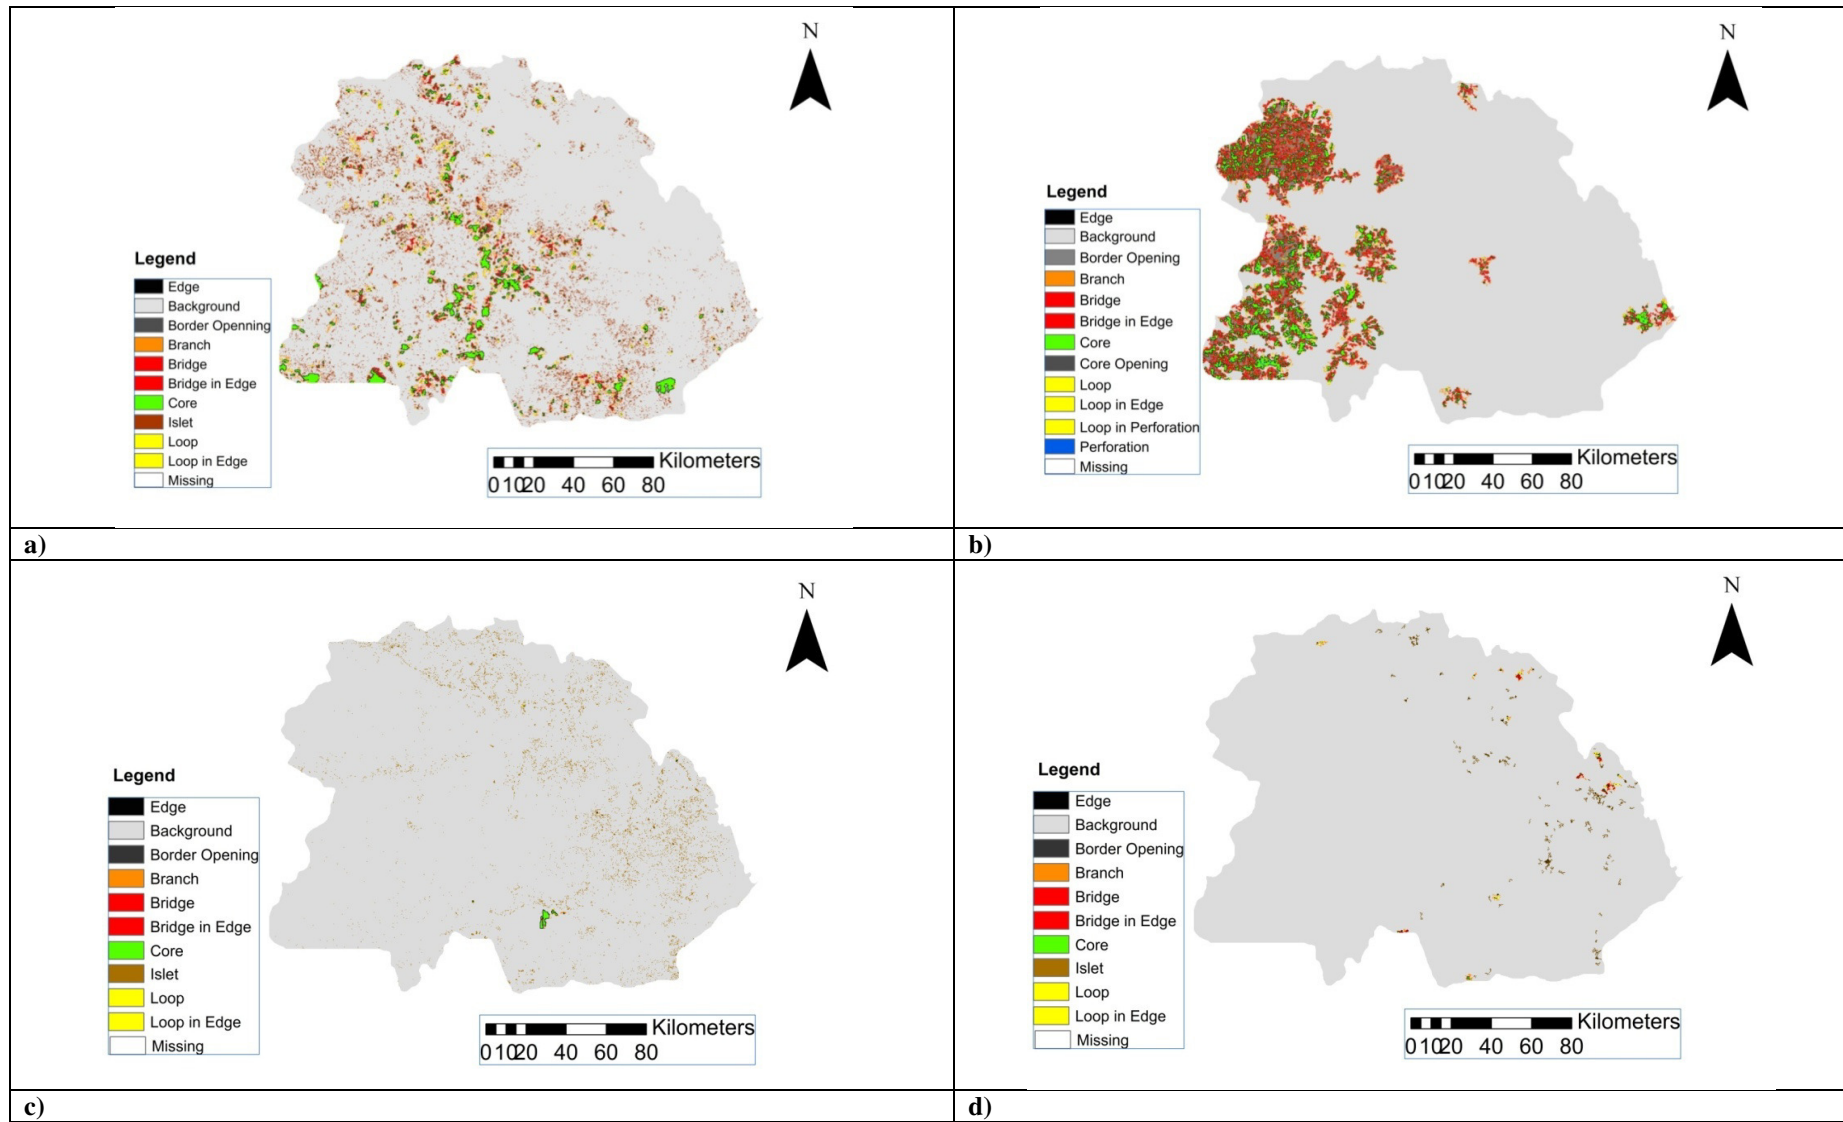 N
Legend
Edge
Background
Border Openning
Branch
Bridge
Bridge in Edge
Core
Islet
Loop
Loop in Edge
Missing
Kilometers
0 10 20 40 60 80
a)
N
Legend
Edge
Background
Border Opening
Branch
Bridge
Bridge in Edge
Core
Core Opening
Loop
Loop in Edge
Loop in Perforation
Perforation
Missing
Kilometers
0 10 20 40 60 80
b)
N
Legend
Edge
Background
Border Opening
Branch
Bridge
Bridge in Edge
Core
Islet
Loop
Loop in Edge
Missing
Kilometers
0 10 20 40 60 80
c)
N
Legend
Edge
Background
Border Opening
Branch
Bridge
Bridge in Edge
Core
Islet
Loop
Loop in Edge
Missing
Kilometers
0 10 20 40 60 80
d)